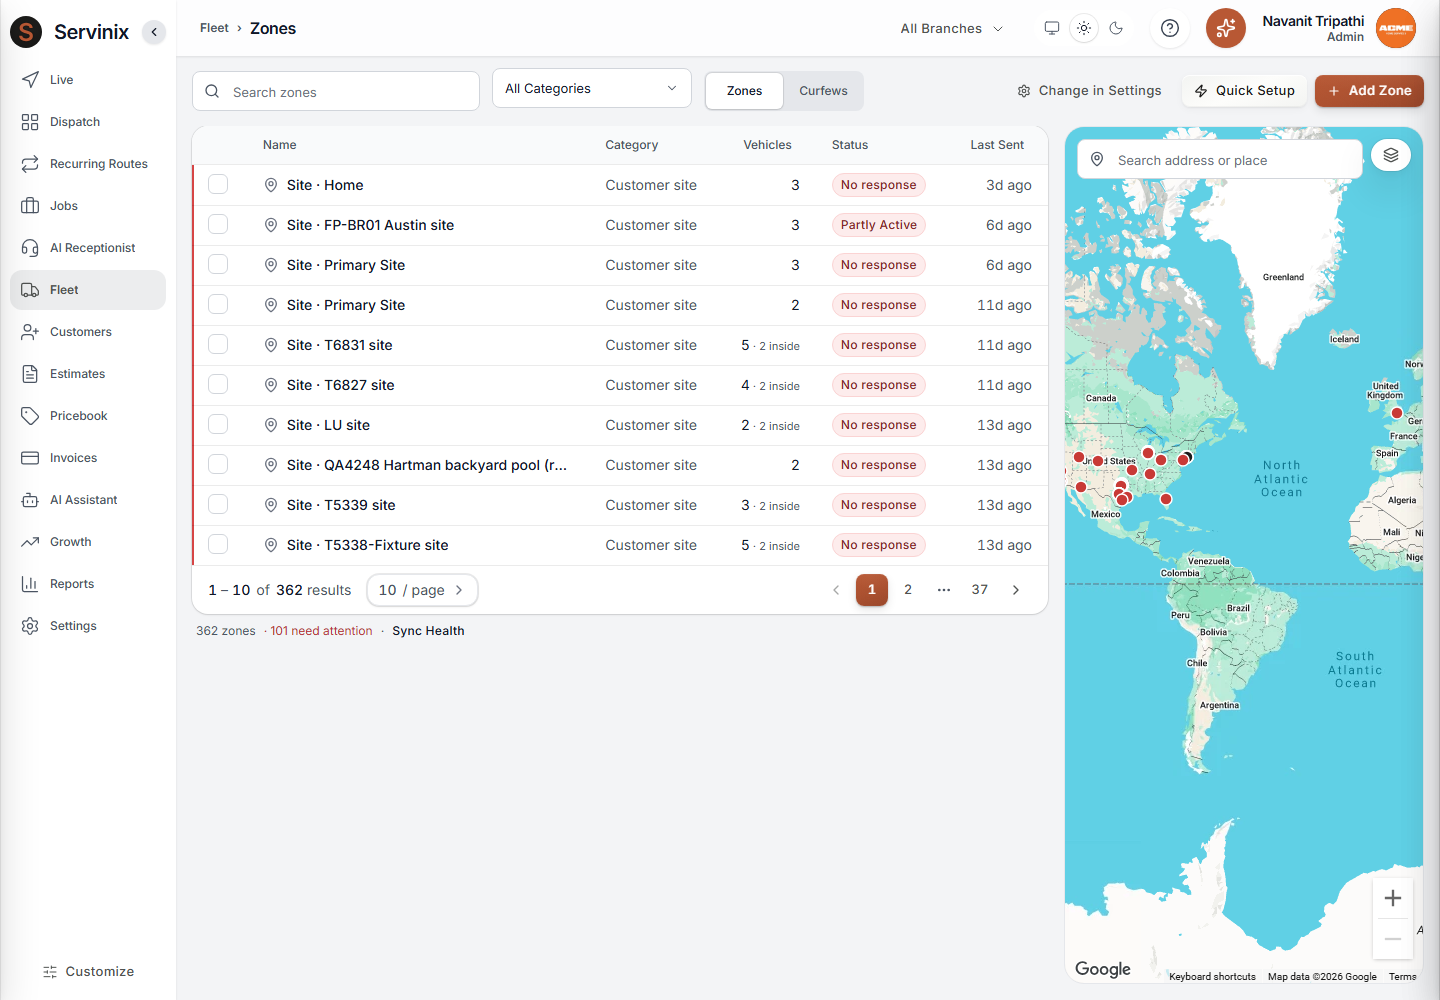 Servinix
Live
Dispatch
Recurring Routes
Jobs
AI Receptionist
Fleet
Customers
Estimates
Pricebook
Invoices
AI Assistant
Growth
Reports
Settings
Customize
Fleet › Zones
All Branches
Navanit Tripathi
Admin
ACME
Search zones
All Categories
Zones
Curfews
Change in Settings
Quick Setup
+ Add Zone
Name Category Vehicles Status Last Sent
Site · Home Customer site 3 No response 3d ago
Site · FP-BR01 Austin site Customer site 3 Partly Active 6d ago
Site · Primary Site Customer site 3 No response 6d ago
Site · Primary Site Customer site 2 No response 11d ago
Site · T6831 site Customer site 5 · 2 inside No response 11d ago
Site · T6827 site Customer site 4 · 2 inside No response 11d ago
Site · LU site Customer site 2 · 2 inside No response 13d ago
Site · QA4248 Hartman backyard pool (r... Customer site 2 No response 13d ago
Site · T5339 site Customer site 3 · 2 inside No response 13d ago
Site · T5338-Fixture site Customer site 5 · 2 inside No response 13d ago
1 – 10 of 362 results 10 / page
1 2 ••• 37
362 zones · 101 need attention · Sync Health
Search address or place
Greenland
Iceland
Norv
United
Kingdom
Canada
Ger
France
Spain
United States
North
Atlantic
Ocean
Algeria
Mexico
Mali
Ni
Nige
Venezuela
Colombia
Brazil
Peru
Bolivia
South
Atlantic
Ocean
Chile
Argentina
A
Google
Keyboard shortcuts Map data ©2026 Google Terms